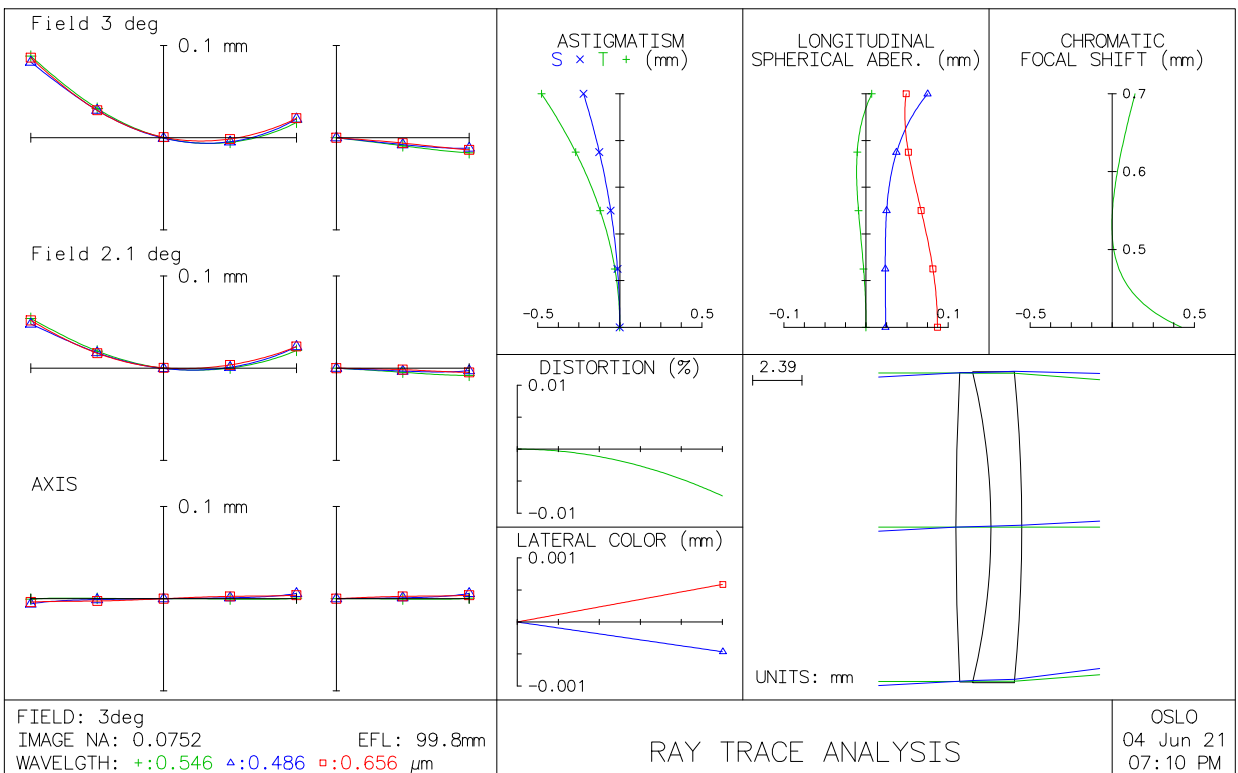 Field 3 deg
0.1 mm
Field 2.1 deg
0.1 mm
AXIS
0.1 mm
ASTIGMATISM
S × T + (mm)
−0.5 0.5
LONGITUDINAL
SPHERICAL ABER. (mm)
−0.1 0.1
CHROMATIC
FOCAL SHIFT (mm)
0.7
0.6
0.5
−0.5 0.5
DISTORTION (%)
0.01
−0.01
LATERAL COLOR (mm)
0.001
−0.001
2.39
UNITS: mm
FIELD: 3deg
IMAGE NA: 0.0752 EFL: 99.8mm
WAVELGTH: +:0.546 ▵:0.486 ▫:0.656 µm
RAY TRACE ANALYSIS
OSLO
04 Jun 21
07:10 PM